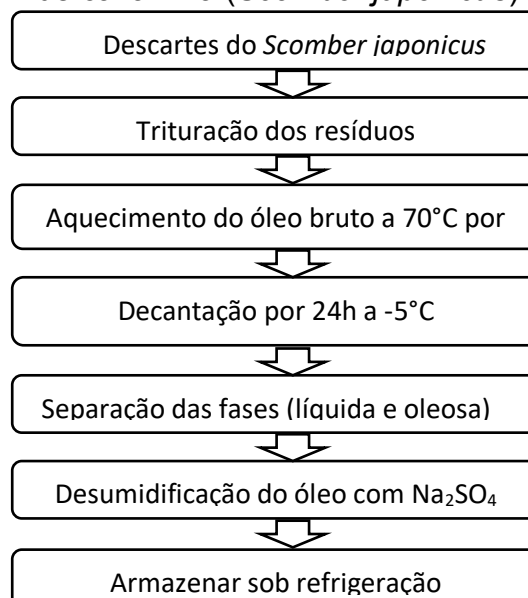 Descartes do Scomber japonicus
Trituração dos resíduos
Aquecimento do óleo bruto a 70°C por
Decantação por 24h a -5°C
Separação das fases (líquida e oleosa)
Desumidificação do óleo com Na₂SO₄
Armazenar sob refrigeração